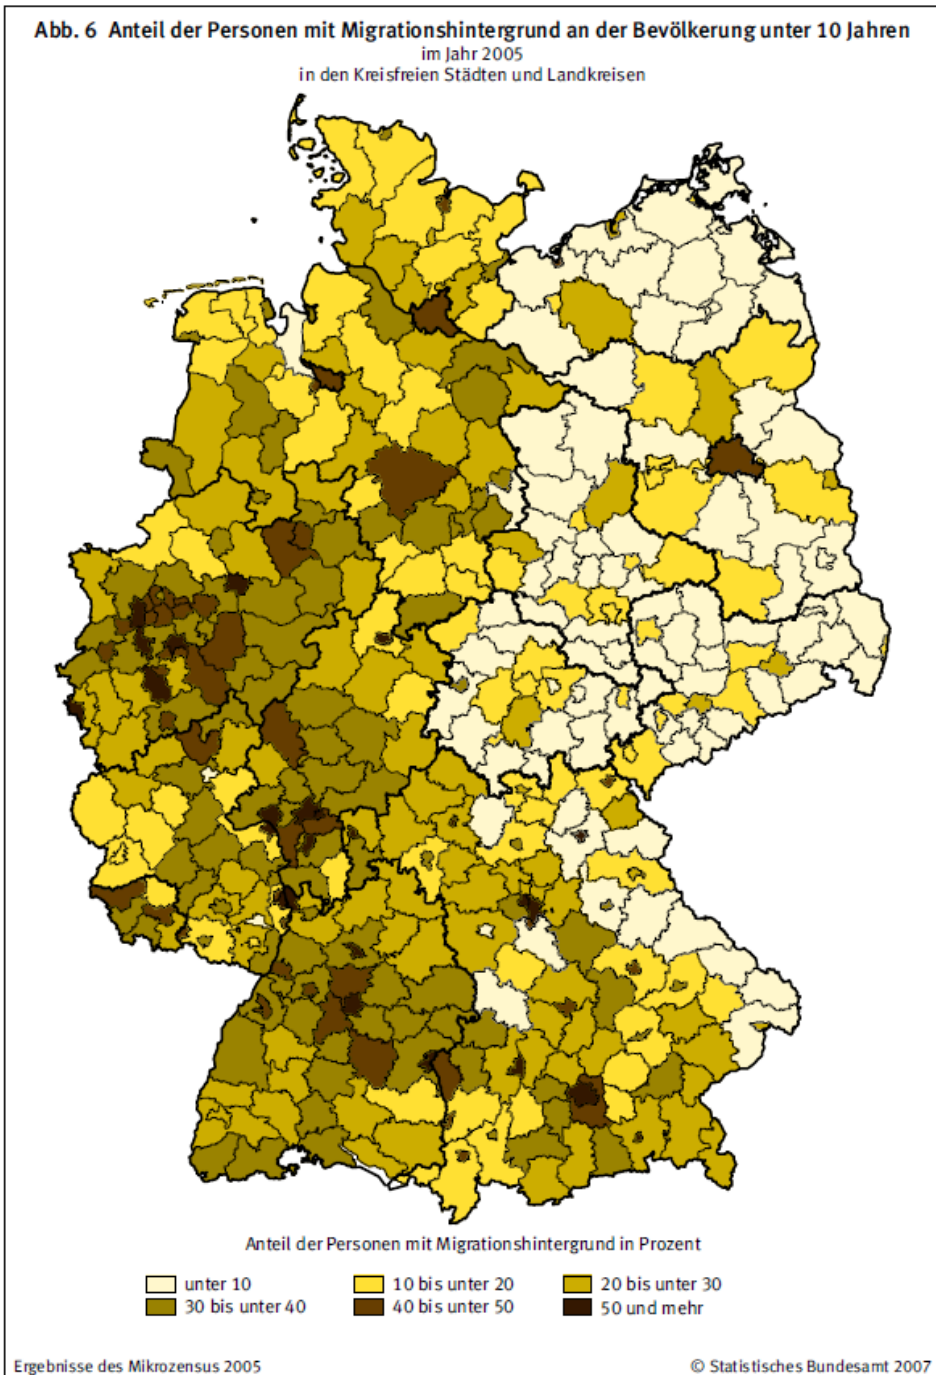 Abb. 6  Anteil der Personen mit Migrationshintergrund an der Bevölkerung unter 10 Jahren
im Jahr 2005
in den Kreisfreien Städten und Landkreisen
Anteil der Personen mit Migrationshintergrund in Prozent
unter 10
10 bis unter 20
20 bis unter 30
30 bis unter 40
40 bis unter 50
50 und mehr
Ergebnisse des Mikrozensus 2005
© Statistisches Bundesamt 2007